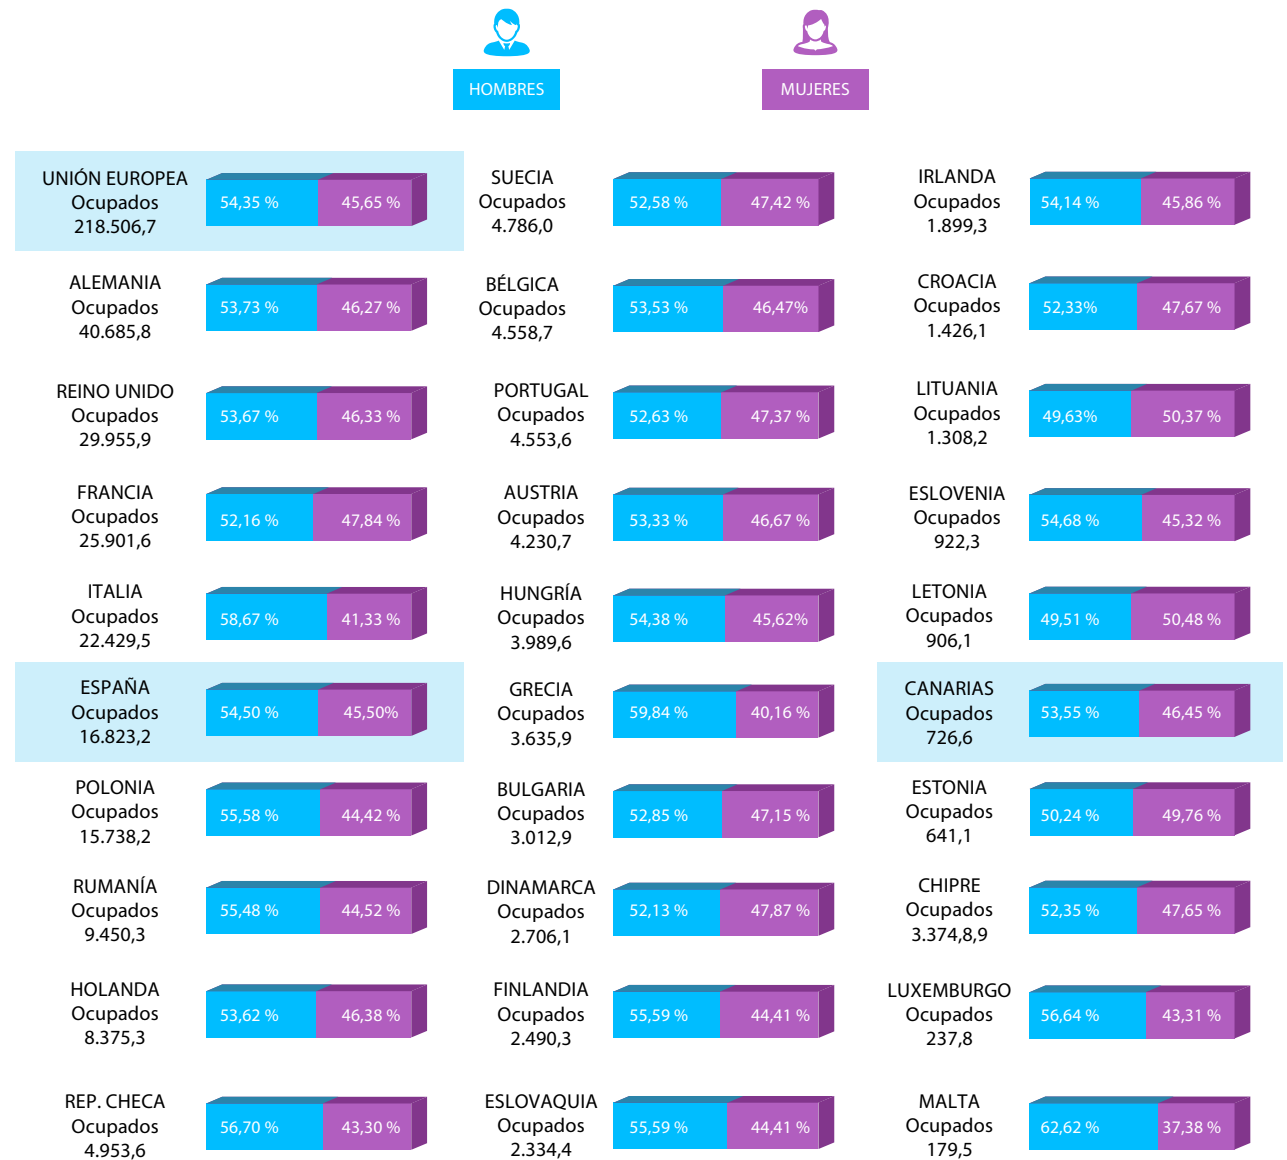 HOMBRES
MUJERES
UNIÓN EUROPEA
Ocupados
218.506,7
54,35 %
45,65 %
ALEMANIA
Ocupados
40.685,8
53,73 %
46,27 %
REINO UNIDO
Ocupados
29.955,9
53,67 %
46,33 %
FRANCIA
Ocupados
25.901,6
52,16 %
47,84 %
ITALIA
Ocupados
22.429,5
58,67 %
41,33 %
ESPAÑA
Ocupados
16.823,2
54,50 %
45,50%
POLONIA
Ocupados
15.738,2
55,58 %
44,42 %
RUMANÍA
Ocupados
9.450,3
55,48 %
44,52 %
HOLANDA
Ocupados
8.375,3
53,62 %
46,38 %
REP. CHECA
Ocupados
4.953,6
56,70 %
43,30 %
SUECIA
Ocupados
4.786,0
52,58 %
47,42 %
BÉLGICA
Ocupados
4.558,7
53,53 %
46,47%
PORTUGAL
Ocupados
4.553,6
52,63 %
47,37 %
AUSTRIA
Ocupados
4.230,7
53,33 %
46,67 %
HUNGRÍA
Ocupados
3.989,6
54,38 %
45,62%
GRECIA
Ocupados
3.635,9
59,84 %
40,16 %
BULGARIA
Ocupados
3.012,9
52,85 %
47,15 %
DINAMARCA
Ocupados
2.706,1
52,13 %
47,87 %
FINLANDIA
Ocupados
2.490,3
55,59 %
44,41 %
ESLOVAQUIA
Ocupados
2.334,4
55,59 %
44,41 %
IRLANDA
Ocupados
1.899,3
54,14 %
45,86 %
CROACIA
Ocupados
1.426,1
52,33%
47,67 %
LITUANIA
Ocupados
1.308,2
49,63%
50,37 %
ESLOVENIA
Ocupados
922,3
54,68 %
45,32 %
LETONIA
Ocupados
906,1
49,51 %
50,48 %
CANARIAS
Ocupados
726,6
53,55 %
46,45 %
ESTONIA
Ocupados
641,1
50,24 %
49,76 %
CHIPRE
Ocupados
3.374,8,9
52,35 %
47,65 %
LUXEMBURGO
Ocupados
237,8
56,64 %
43,31 %
MALTA
Ocupados
179,5
62,62 %
37,38 %